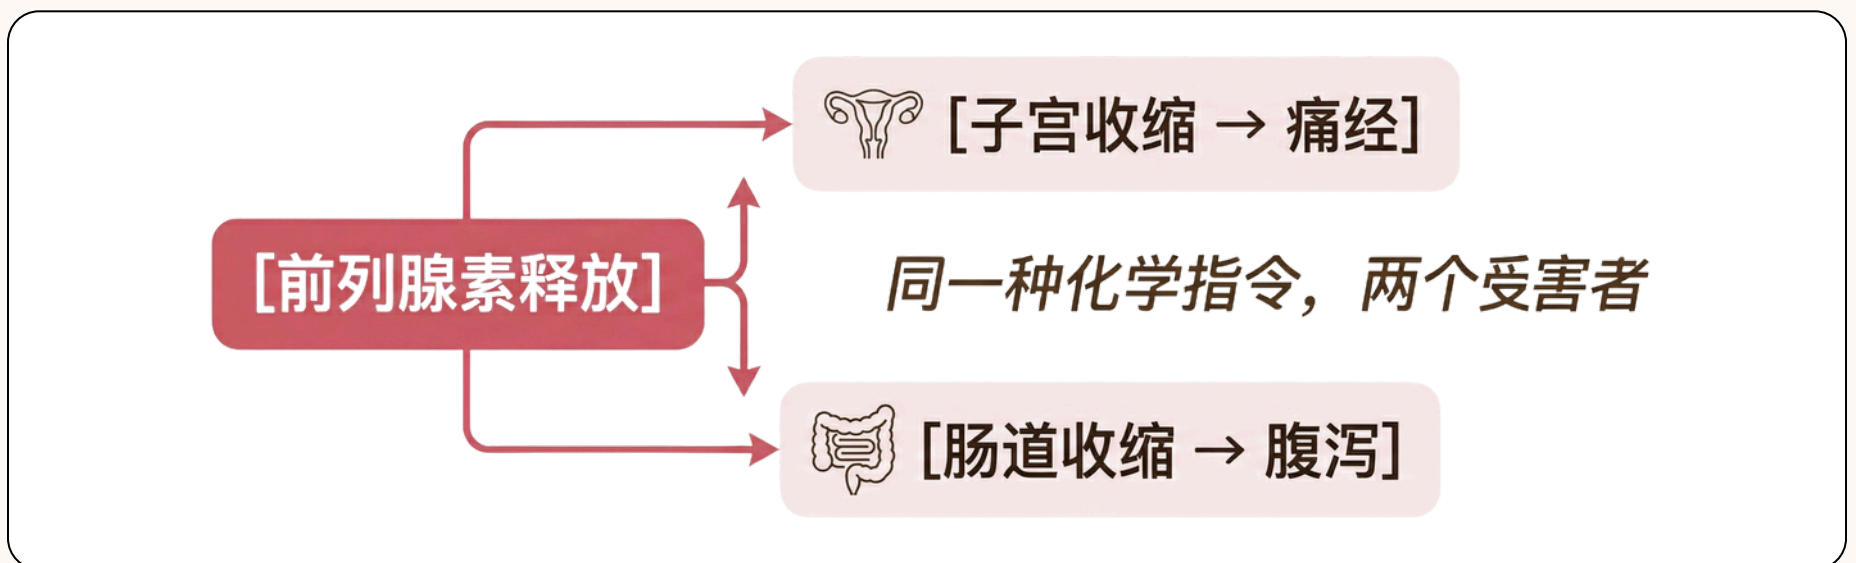 [子宫收缩 → 痛经]
[前列腺素释放]
同一种化学指令，两个受害者
[肠道收缩 → 腹泻]